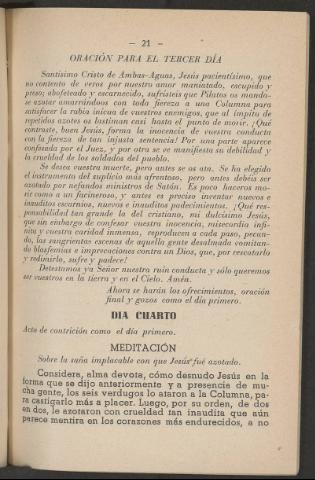 — 21 —
ORACIÓN PARA EL TERCER DÍA
Santísimo Cristo de Ambas-Aguas, Jesús pacientísimo, que
no contento de veros por nuestro amor maniatado, escupido y
preso; abofeteado y escarnecido, sufristeis que Pilatos os manda-
se azotar amarrándoos con toda fiereza a una Columna para
satisfacer la rabia inicua de vuestros enemigos, que al ímpetu de
repetidos azotes os lastiman casi hasta el punto de morir. ¡Qué
contraste, buen Jesús, forma la inocencia de vuestra conducta
con la fiereza de tan injusta sentencia! Por una parte aparece
confesada por el Juez, y por otra se ve manifiesta su debilidad y
la crueldad de los soldados del pueblo.
Se desea vuestra muerte, pero antes se os ata. Se ha elegido
el instrumento del suplicio más afrentoso, pero antes debéis ser
azotado por nefandos ministros de Satán. Es poco haceros mo-
rir como a un facineroso, y antes es preciso inventar nuevos e
inauditos escarnios, nuevos e inauditos padecimientos. ¡Qué res-
ponsabilidad tan grande la del cristiano, mi dulcísimo Jesús,
que sin embargo de confesar vuestra inocencia, misericordia infi-
nita y vuestra caridad inmensa, reproducen a cada paso, pecan-
do, las sangrientas escenas de aquella gente desalmada vomitan-
do blasfemias e imprecaciones contra un Dios, que, por rescatarlo
y redimirlo, sufre y padece!
Detestamos ya Señor nuestra ruin conducta y sólo queremos
ser vuestros en la tierra y en el Cielo. Amén.
Ahora se harán los ofrecimientos, oración
final y gozos como el día primero.
DIA CUARTO
Acto de contrición como el día primero.
MEDITACIÓN
Sobre la saña implacable con que Jesús fué azotado.
Considera, alma devota, cómo desnudo Jesús en la
forma que se dijo anteriormente y a presencia de mu-
cha gente, los seis verdugos lo ataron a la Columna, pa-
ra castigarlo más a placer. Luego, por su orden, de dos
en dos, le azotaron con crueldad tan inaudita que aún
parece mentira en los corazones más endurecidos, a no